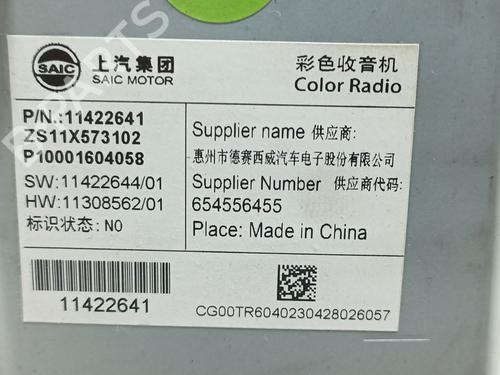 SAIC
上汽集团
SAIC MOTOR
彩色收音机
Color Radio
P/N.:11422641
ZS11X573102
P10001604058
SW:11422644/01
HW:11308562/01
标识状态: NO
Supplier name 供应商:
惠州市德赛西威汽车电子股份有限公司
Supplier Number 供应商代码:
654556455
Place: Made in China
11422641
CG00TR6040230428026057